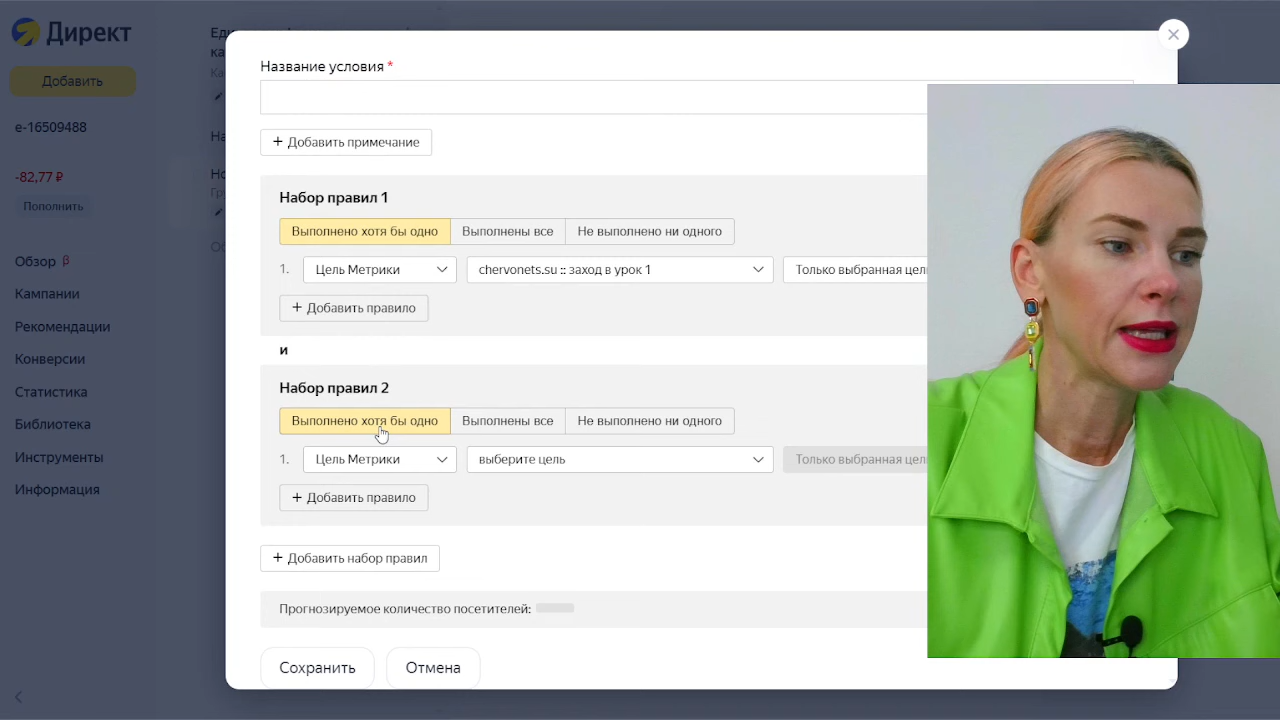 Директ
Добавить
e-16509488
-82,77 ₽
Пополнить
Обзор β
Кампании
Рекомендации
Конверсии
Статистика
Библиотека
Инструменты
Информация
Название условия *
+ Добавить примечание
Набор правил 1
Выполнено хотя бы одно
Выполнены все
Не выполнено ни одного
1.
Цель Метрики
chervonets.su :: заход в урок 1
Только выбранная цель
+ Добавить правило
и
Набор правил 2
Выполнено хотя бы одно
Выполнены все
Не выполнено ни одного
1.
Цель Метрики
выберите цель
Только выбранная цель
+ Добавить правило
+ Добавить набор правил
Прогнозируемое количество посетителей:
Сохранить
Отмена